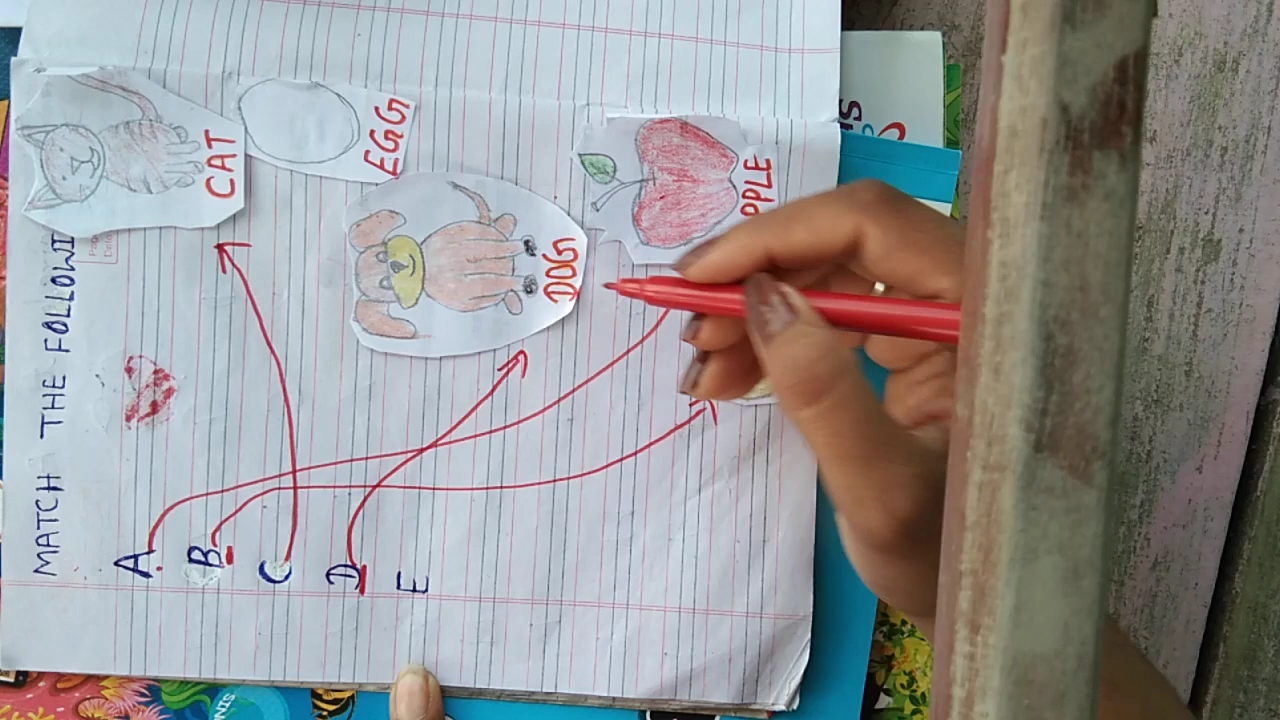 MATCH THE FOLLOWI
A
B
C
D
E
CAT
EGG
DOG
PPLE